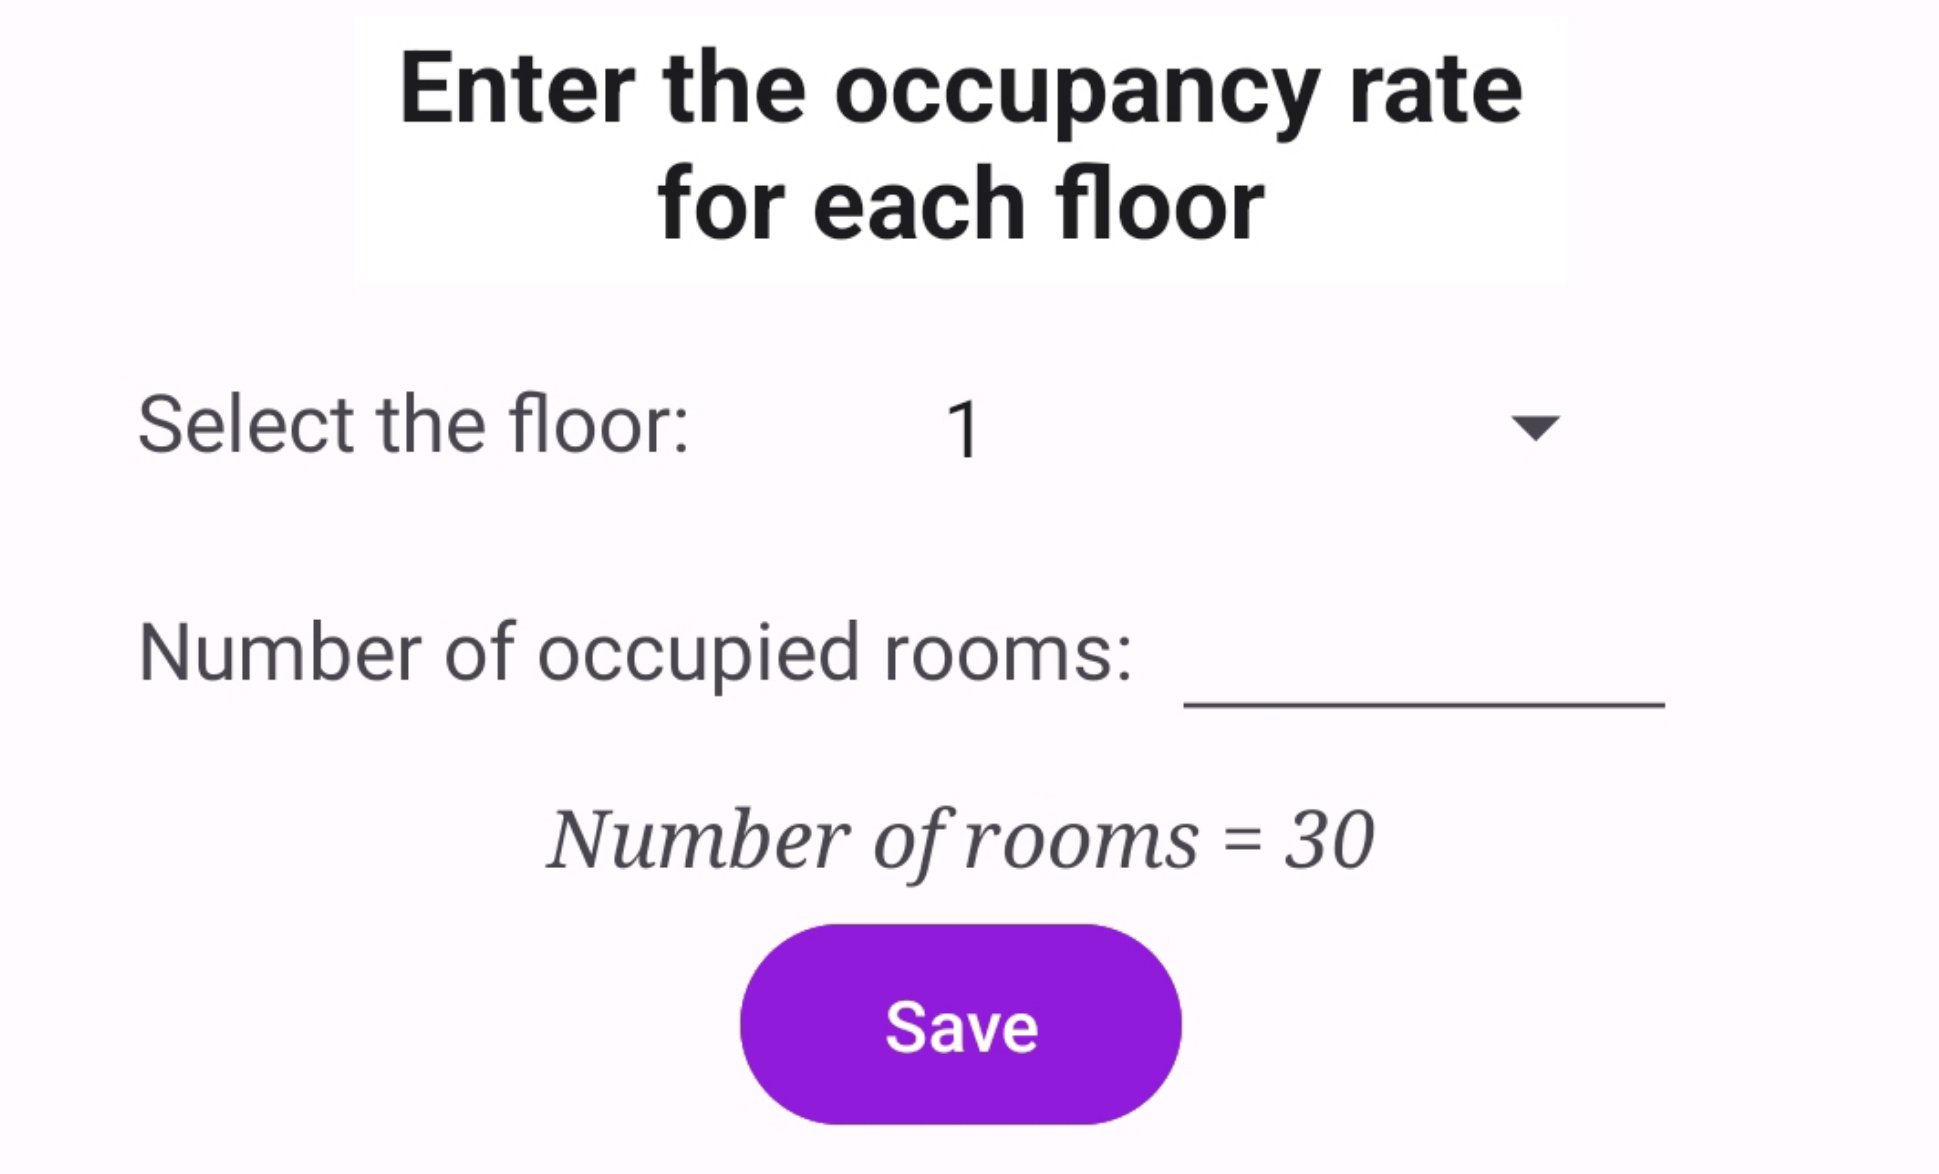 Enter the occupancy rate
for each floor
Select the floor: 1
Number of occupied rooms:
Number of rooms = 30
Save